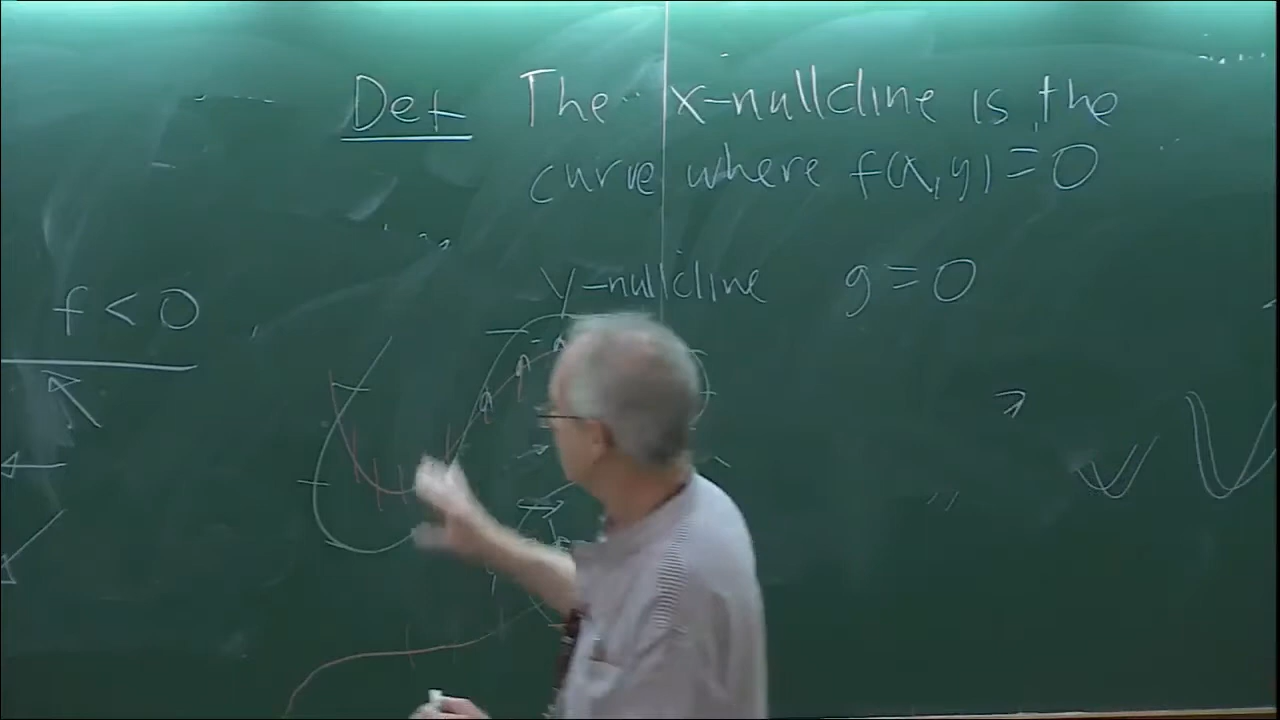 Def The x-nullcline is the
curve where f(x,y)=0
y-nullcline g=0
f<0